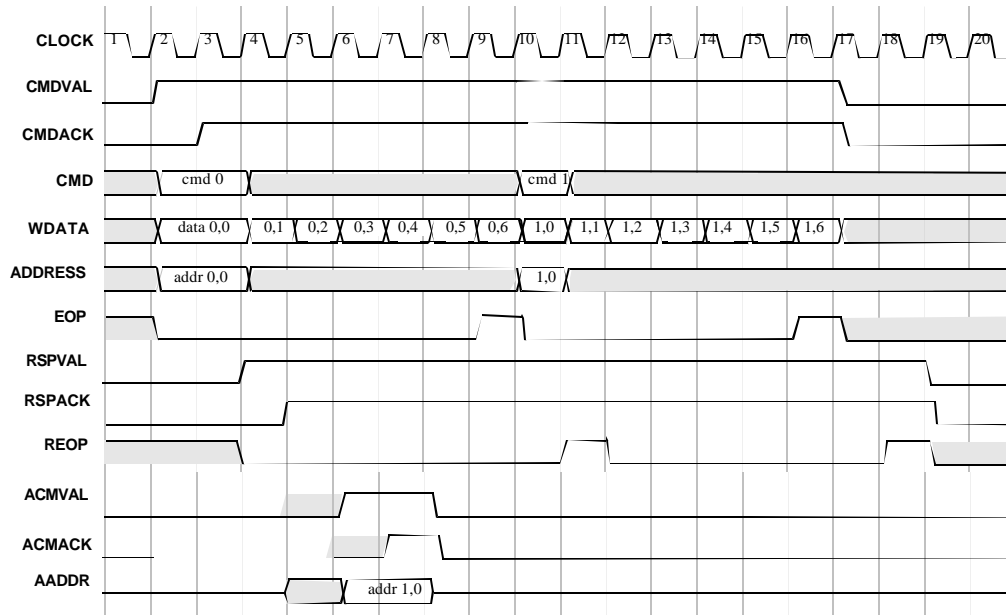 CLOCK 1 2 3 4 5 6 7 8 9 10 11 12 13 14 15 16 17 18 19 20
CMDVAL
CMDACK
CMD cmd 0 cmd 1
WDATA data 0,0 0,1 0,2 0,3 0,4 0,5 0,6 1,0 1,1 1,2 1,3 1,4 1,5 1,6
ADDRESS addr 0,0 1,0
EOP
RSPVAL
RSPACK
REOP
ACMVAL
ACMACK
AADDR addr 1,0